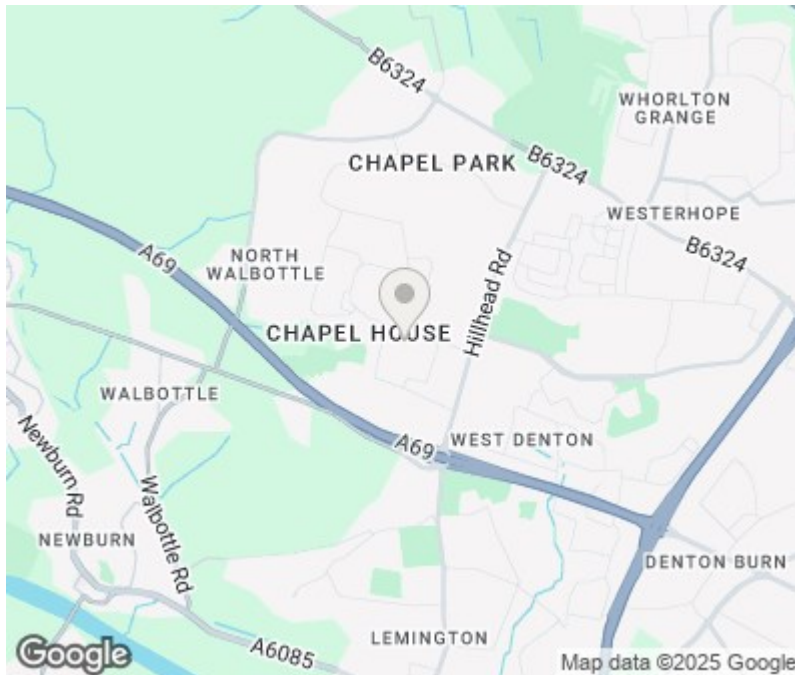 B6324
WHORLTON
GRANGE
CHAPEL PARK
B6324
WESTERHOPE
B6324
A69
NORTH
WALBOTTLE
Hillhead Rd
CHAPEL HOUSE
WALBOTTLE
A69
WEST DENTON
Newburn Rd
Walbottle Rd
NEWBURN
DENTON BURN
LEMINGTON
A6085
Google
Map data ©2025 Google